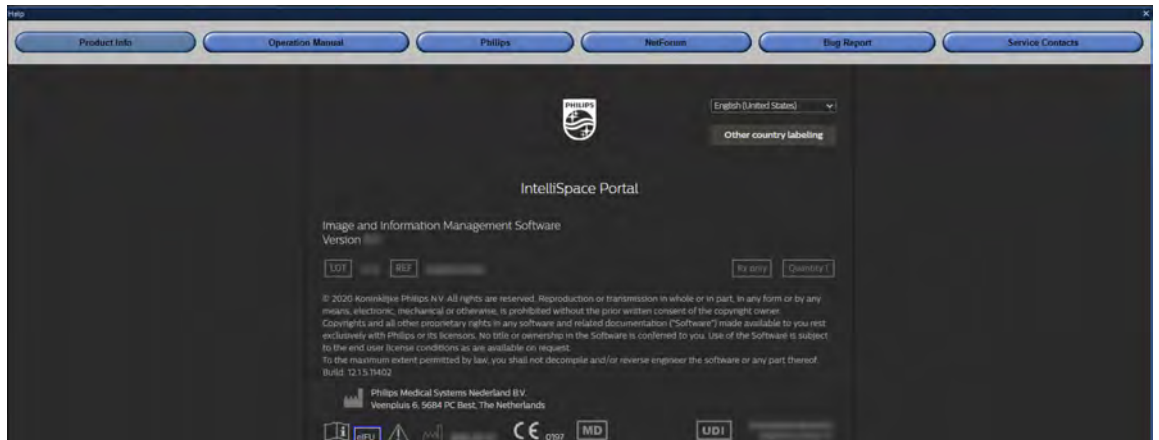 Help
Product Info
Operation Manual
Philips
NetForum
Bug Report
Service Contacts
PHILIPS
English (United States)
Other country labeling
IntelliSpace Portal
Image and Information Management Software
Version
LOT REF Rx only Quantity 1
© 2020 Koninklijke Philips N.V. All rights are reserved. Reproduction or transmission in whole or in part, in any form or by any
means, electronic, mechanical or otherwise, is prohibited without the prior written consent of the copyright owner.
Copyrights and all other proprietary rights in any software and related documentation ("Software") made available to you rest
exclusively with Philips or its licensors. No title or ownership in the Software is conferred to you. Use of the Software is subject
to the end user license conditions as are available on request.
To the maximum extent permitted by law, you shall not decompile and/or reverse engineer the software or any part thereof.
Build: 12.1.5.11402
Philips Medical Systems Nederland B.V.
Veenpluis 6, 5684 PC Best, The Netherlands
eIFU CE 0197 MD UDI